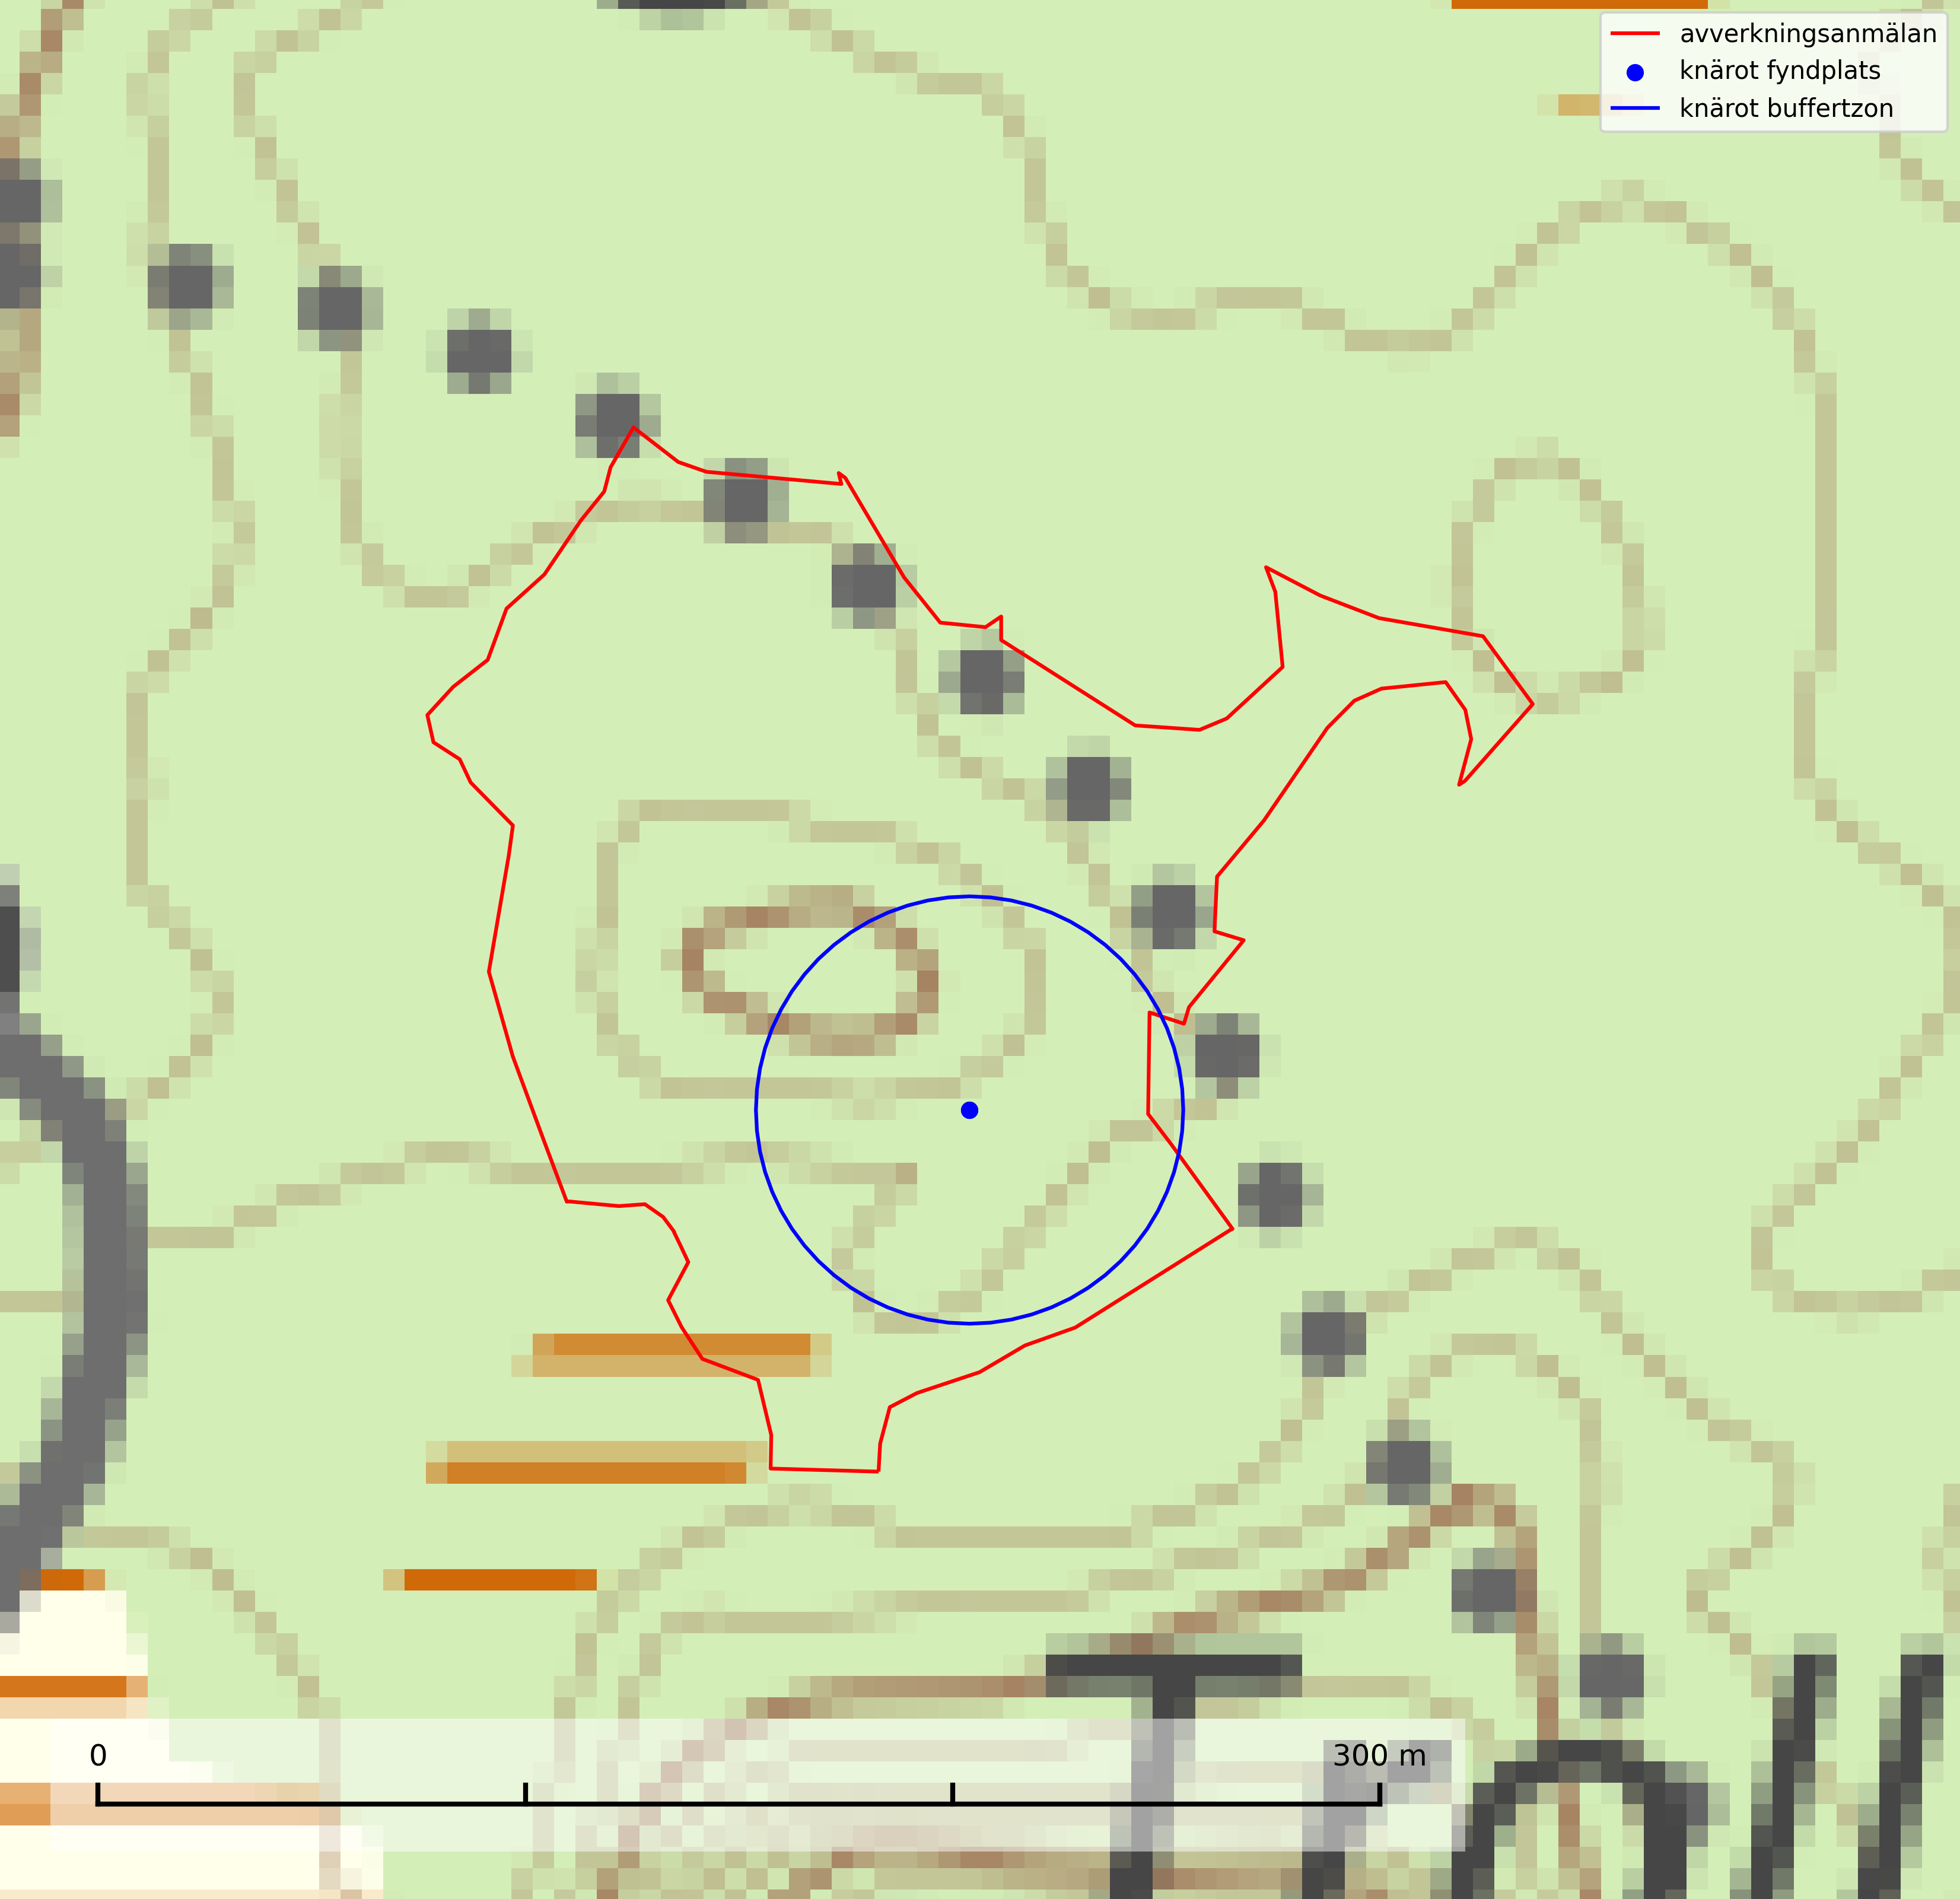 avverkningsanmälan
knärot fyndplats
knärot buffertzon
0 300 m